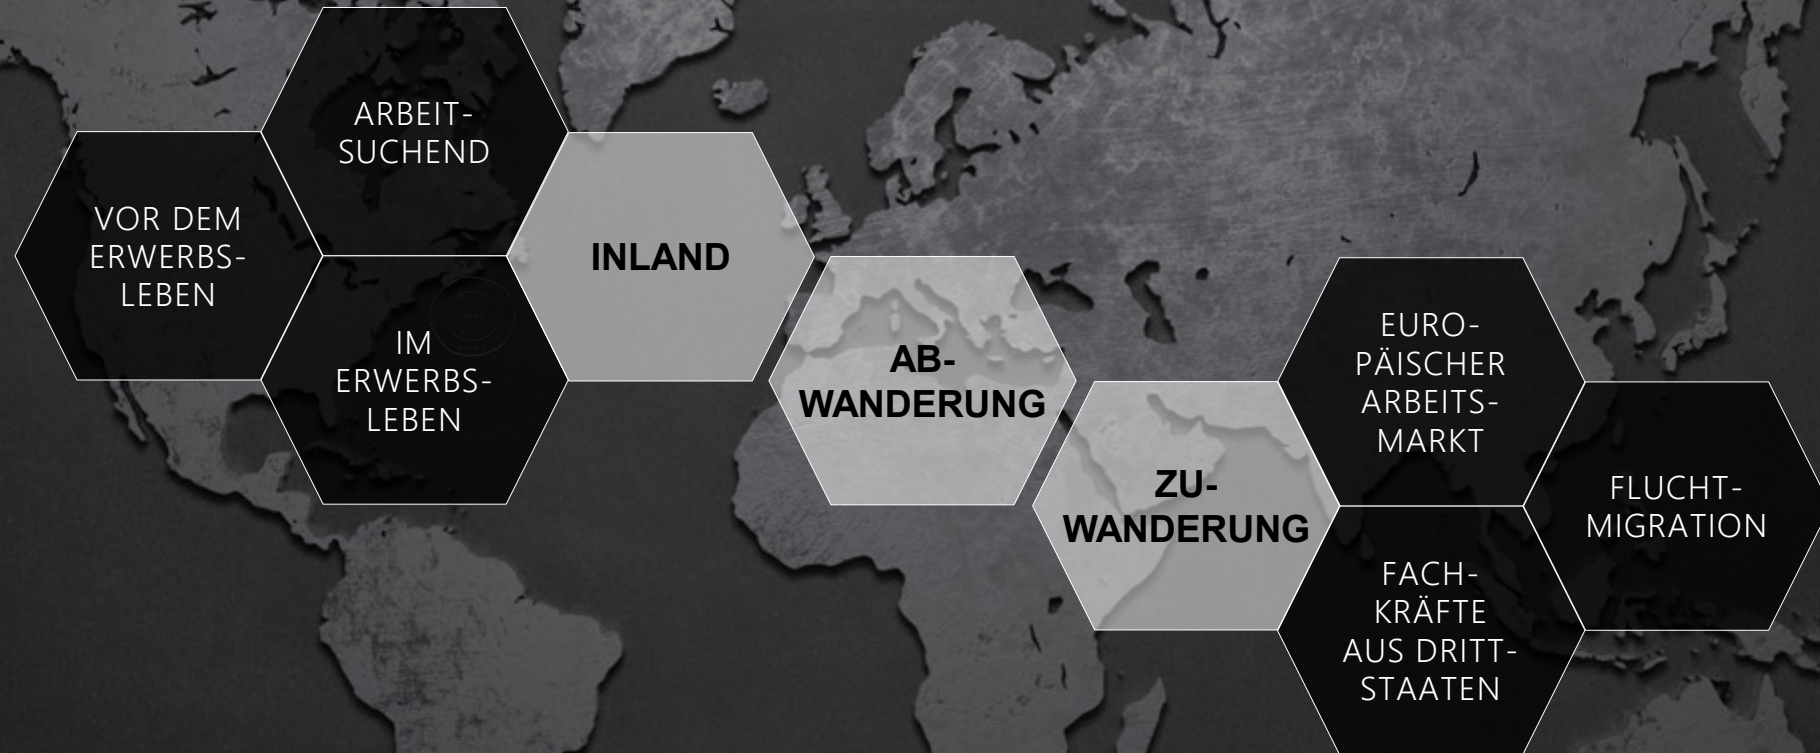 ARBEIT-
SUCHEND
VOR DEM
ERWERBS-
LEBEN
IM
ERWERBS-
LEBEN
INLAND
AB-
WANDERUNG
ZU-
WANDERUNG
EURO-
PÄISCHER
ARBEITS-
MARKT
FLUCHT-
MIGRATION
FACH-
KRÄFTE
AUS DRITT-
STAATEN